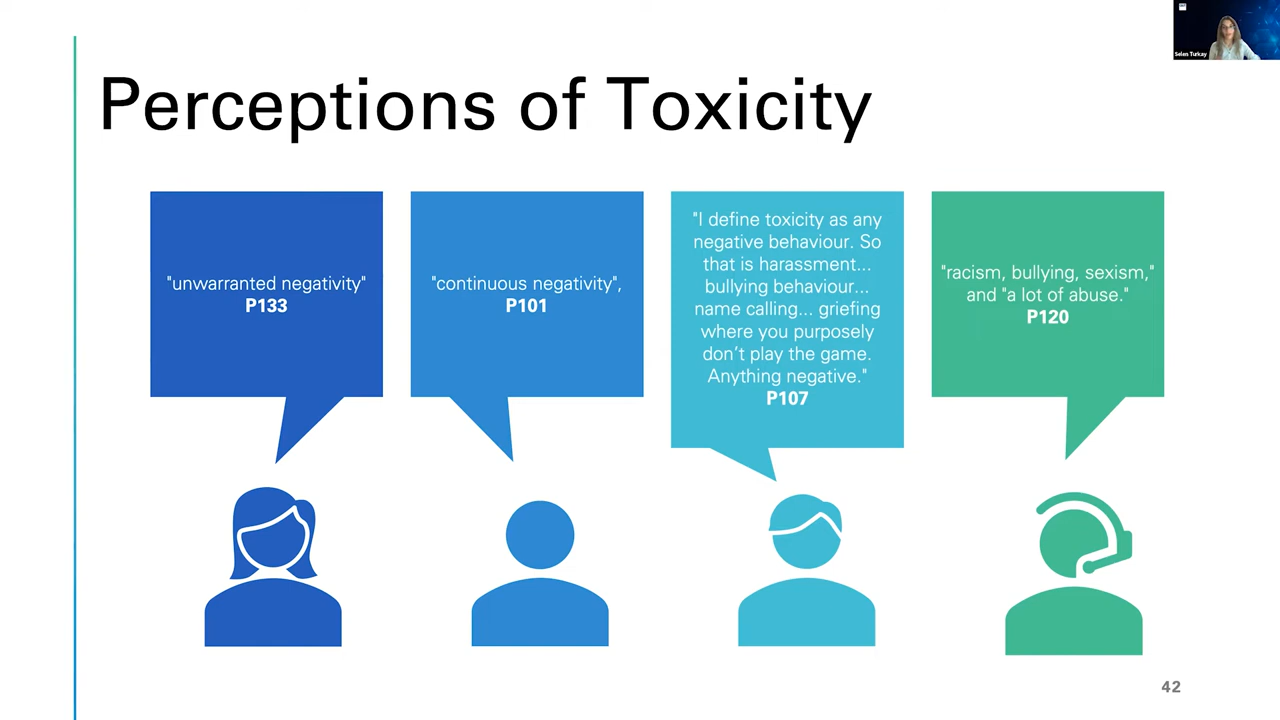 Selen Turkay
Perceptions of Toxicity
"unwarranted negativity"
P133
"continuous negativity",
P101
"I define toxicity as any
negative behaviour. So
that is harassment...
bullying behaviour...
name calling... griefing
where you purposely
don’t play the game.
Anything negative."
P107
"racism, bullying, sexism,"
and "a lot of abuse."
P120
42